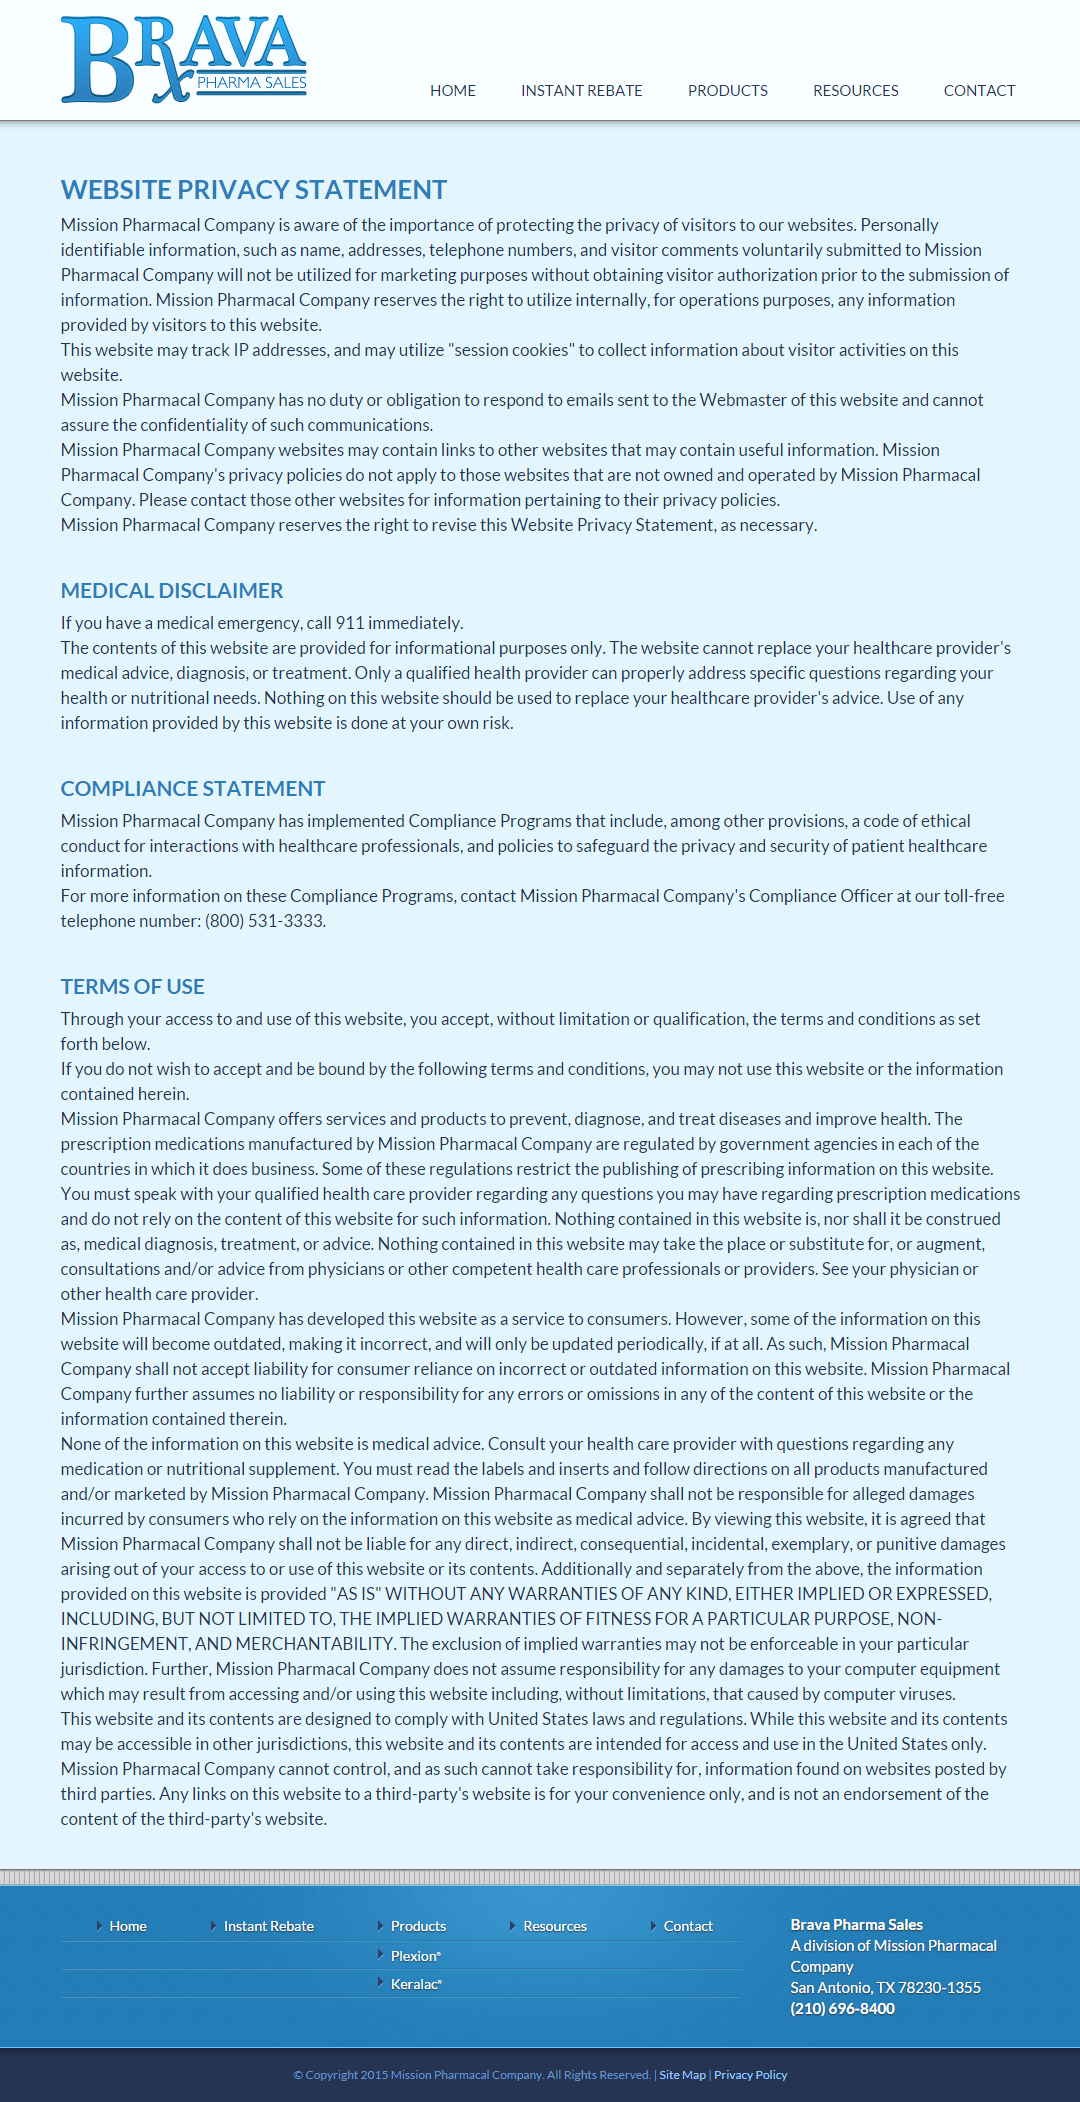 BRAVA
Rx PHARMA SALES
HOME INSTANT REBATE PRODUCTS RESOURCES CONTACT
WEBSITE PRIVACY STATEMENT
Mission Pharmacal Company is aware of the importance of protecting the privacy of visitors to our websites. Personally
identifiable information, such as name, addresses, telephone numbers, and visitor comments voluntarily submitted to Mission
Pharmacal Company will not be utilized for marketing purposes without obtaining visitor authorization prior to the submission of
information. Mission Pharmacal Company reserves the right to utilize internally, for operations purposes, any information
provided by visitors to this website.
This website may track IP addresses, and may utilize "session cookies" to collect information about visitor activities on this
website.
Mission Pharmacal Company has no duty or obligation to respond to emails sent to the Webmaster of this website and cannot
assure the confidentiality of such communications.
Mission Pharmacal Company websites may contain links to other websites that may contain useful information. Mission
Pharmacal Company's privacy policies do not apply to those websites that are not owned and operated by Mission Pharmacal
Company. Please contact those other websites for information pertaining to their privacy policies.
Mission Pharmacal Company reserves the right to revise this Website Privacy Statement, as necessary.
MEDICAL DISCLAIMER
If you have a medical emergency, call 911 immediately.
The contents of this website are provided for informational purposes only. The website cannot replace your healthcare provider's
medical advice, diagnosis, or treatment. Only a qualified health provider can properly address specific questions regarding your
health or nutritional needs. Nothing on this website should be used to replace your healthcare provider's advice. Use of any
information provided by this website is done at your own risk.
COMPLIANCE STATEMENT
Mission Pharmacal Company has implemented Compliance Programs that include, among other provisions, a code of ethical
conduct for interactions with healthcare professionals, and policies to safeguard the privacy and security of patient healthcare
information.
For more information on these Compliance Programs, contact Mission Pharmacal Company's Compliance Officer at our toll-free
telephone number: (800) 531-3333.
TERMS OF USE
Through your access to and use of this website, you accept, without limitation or qualification, the terms and conditions as set
forth below.
If you do not wish to accept and be bound by the following terms and conditions, you may not use this website or the information
contained herein.
Mission Pharmacal Company offers services and products to prevent, diagnose, and treat diseases and improve health. The
prescription medications manufactured by Mission Pharmacal Company are regulated by government agencies in each of the
countries in which it does business. Some of these regulations restrict the publishing of prescribing information on this website.
You must speak with your qualified health care provider regarding any questions you may have regarding prescription medications
and do not rely on the content of this website for such information. Nothing contained in this website is, nor shall it be construed
as, medical diagnosis, treatment, or advice. Nothing contained in this website may take the place or substitute for, or augment,
consultations and/or advice from physicians or other competent health care professionals or providers. See your physician or
other health care provider.
Mission Pharmacal Company has developed this website as a service to consumers. However, some of the information on this
website will become outdated, making it incorrect, and will only be updated periodically, if at all. As such, Mission Pharmacal
Company shall not accept liability for consumer reliance on incorrect or outdated information on this website. Mission Pharmacal
Company further assumes no liability or responsibility for any errors or omissions in any of the content of this website or the
information contained therein.
None of the information on this website is medical advice. Consult your health care provider with questions regarding any
medication or nutritional supplement. You must read the labels and inserts and follow directions on all products manufactured
and/or marketed by Mission Pharmacal Company. Mission Pharmacal Company shall not be responsible for alleged damages
incurred by consumers who rely on the information on this website as medical advice. By viewing this website, it is agreed that
Mission Pharmacal Company shall not be liable for any direct, indirect, consequential, incidental, exemplary, or punitive damages
arising out of your access to or use of this website or its contents. Additionally and separately from the above, the information
provided on this website is provided "AS IS" WITHOUT ANY WARRANTIES OF ANY KIND, EITHER IMPLIED OR EXPRESSED,
INCLUDING, BUT NOT LIMITED TO, THE IMPLIED WARRANTIES OF FITNESS FOR A PARTICULAR PURPOSE, NON-
INFRINGEMENT, AND MERCHANTABILITY. The exclusion of implied warranties may not be enforceable in your particular
jurisdiction. Further, Mission Pharmacal Company does not assume responsibility for any damages to your computer equipment
which may result from accessing and/or using this website including, without limitations, that caused by computer viruses.
This website and its contents are designed to comply with United States laws and regulations. While this website and its contents
may be accessible in other jurisdictions, this website and its contents are intended for access and use in the United States only.
Mission Pharmacal Company cannot control, and as such cannot take responsibility for, information found on websites posted by
third parties. Any links on this website to a third-party's website is for your convenience only, and is not an endorsement of the
content of the third-party's website.
Home Instant Rebate Products Resources Contact
Plexion®
Keralac®
Brava Pharma Sales
A division of Mission Pharmacal
Company
San Antonio, TX 78230-1355
(210) 696-8400
© Copyright 2015 Mission Pharmacal Company. All Rights Reserved. | Site Map | Privacy Policy